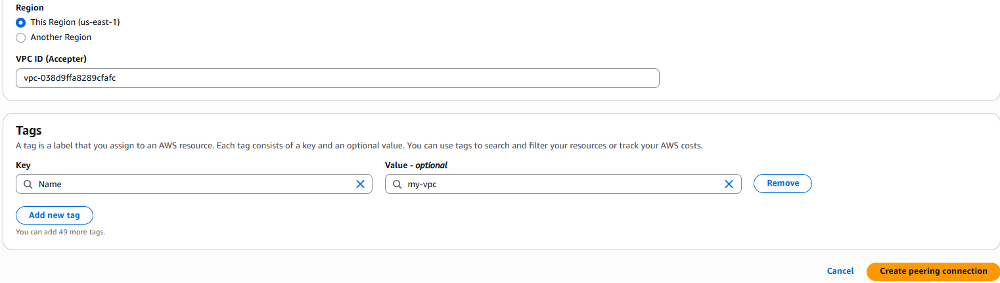 Region
This Region (us-east-1)
Another Region
VPC ID (Accepter)
vpc-038d9ffa8289cfafc
Tags
A tag is a label that you assign to an AWS resource. Each tag consists of a key and an optional value. You can use tags to search and filter your resources or track your AWS costs.
Key Value - optional
Name my-vpc Remove
Add new tag
You can add 49 more tags.
Cancel Create peering connection